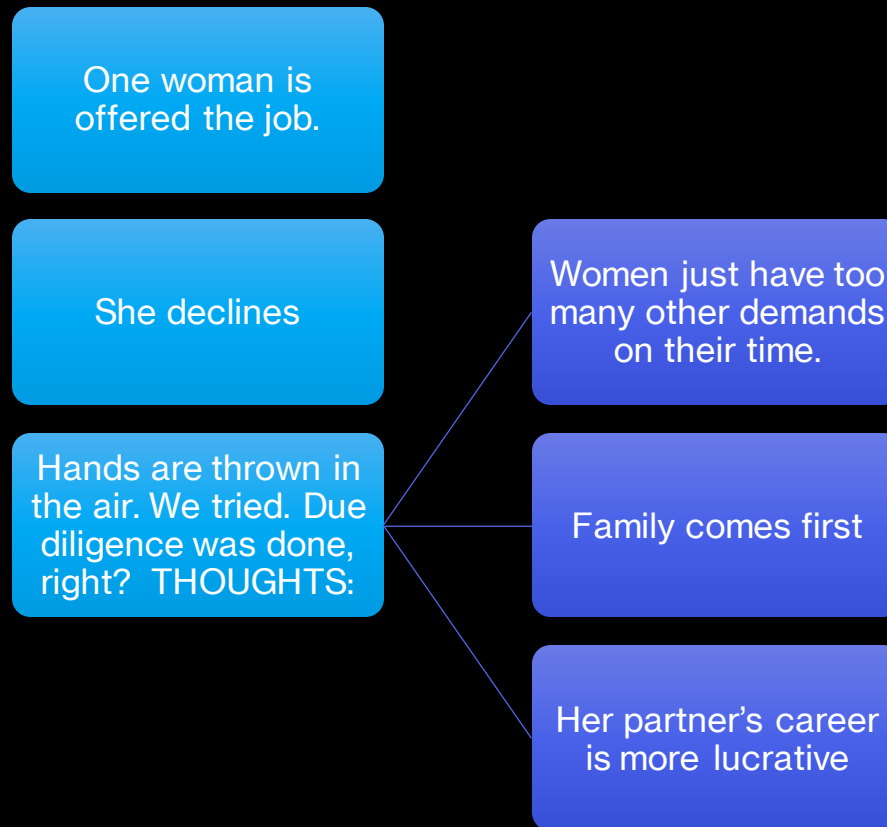 One woman is
offered the job.
She declines
Hands are thrown in
the air. We tried. Due
diligence was done,
right?  THOUGHTS:
Women just have too
many other demands
on their time.
Family comes first
Her partner’s career
is more lucrative